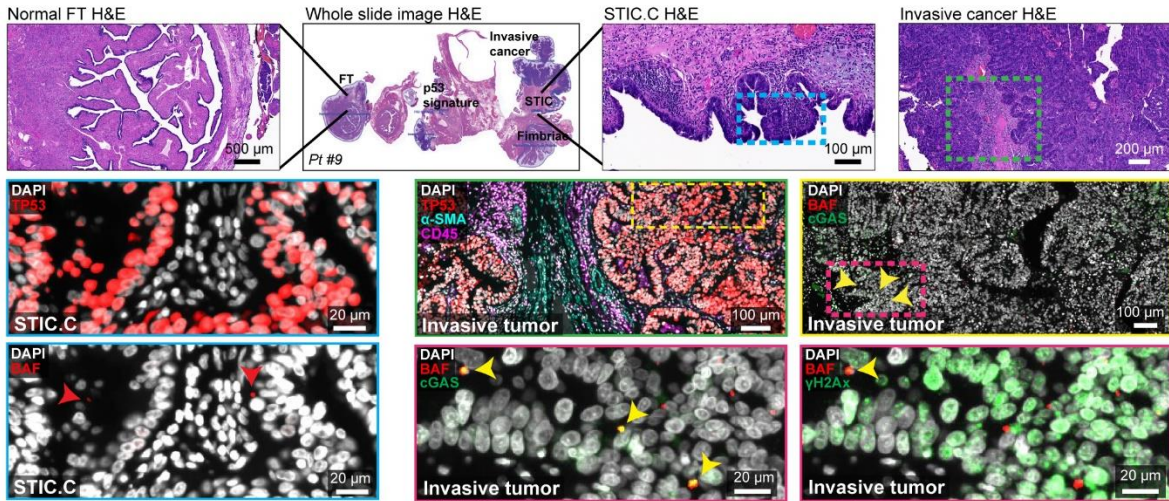 Normal FT H&E
500 µm
Whole slide image H&E
Invasive
cancer
FT
p53
signature
STIC
Fimbriae
Pt #9
STIC.C H&E
100 µm
Invasive cancer H&E
200 µm
DAPI
TP53
STIC.C
20 µm
DAPI
TP53
α-SMA
CD45
Invasive tumor
100 µm
DAPI
BAF
cGAS
Invasive tumor
100 µm
DAPI
BAF
STIC.C
20 µm
DAPI
BAF
cGAS
Invasive tumor
20 µm
DAPI
BAF
γH2Ax
Invasive tumor
20 µm